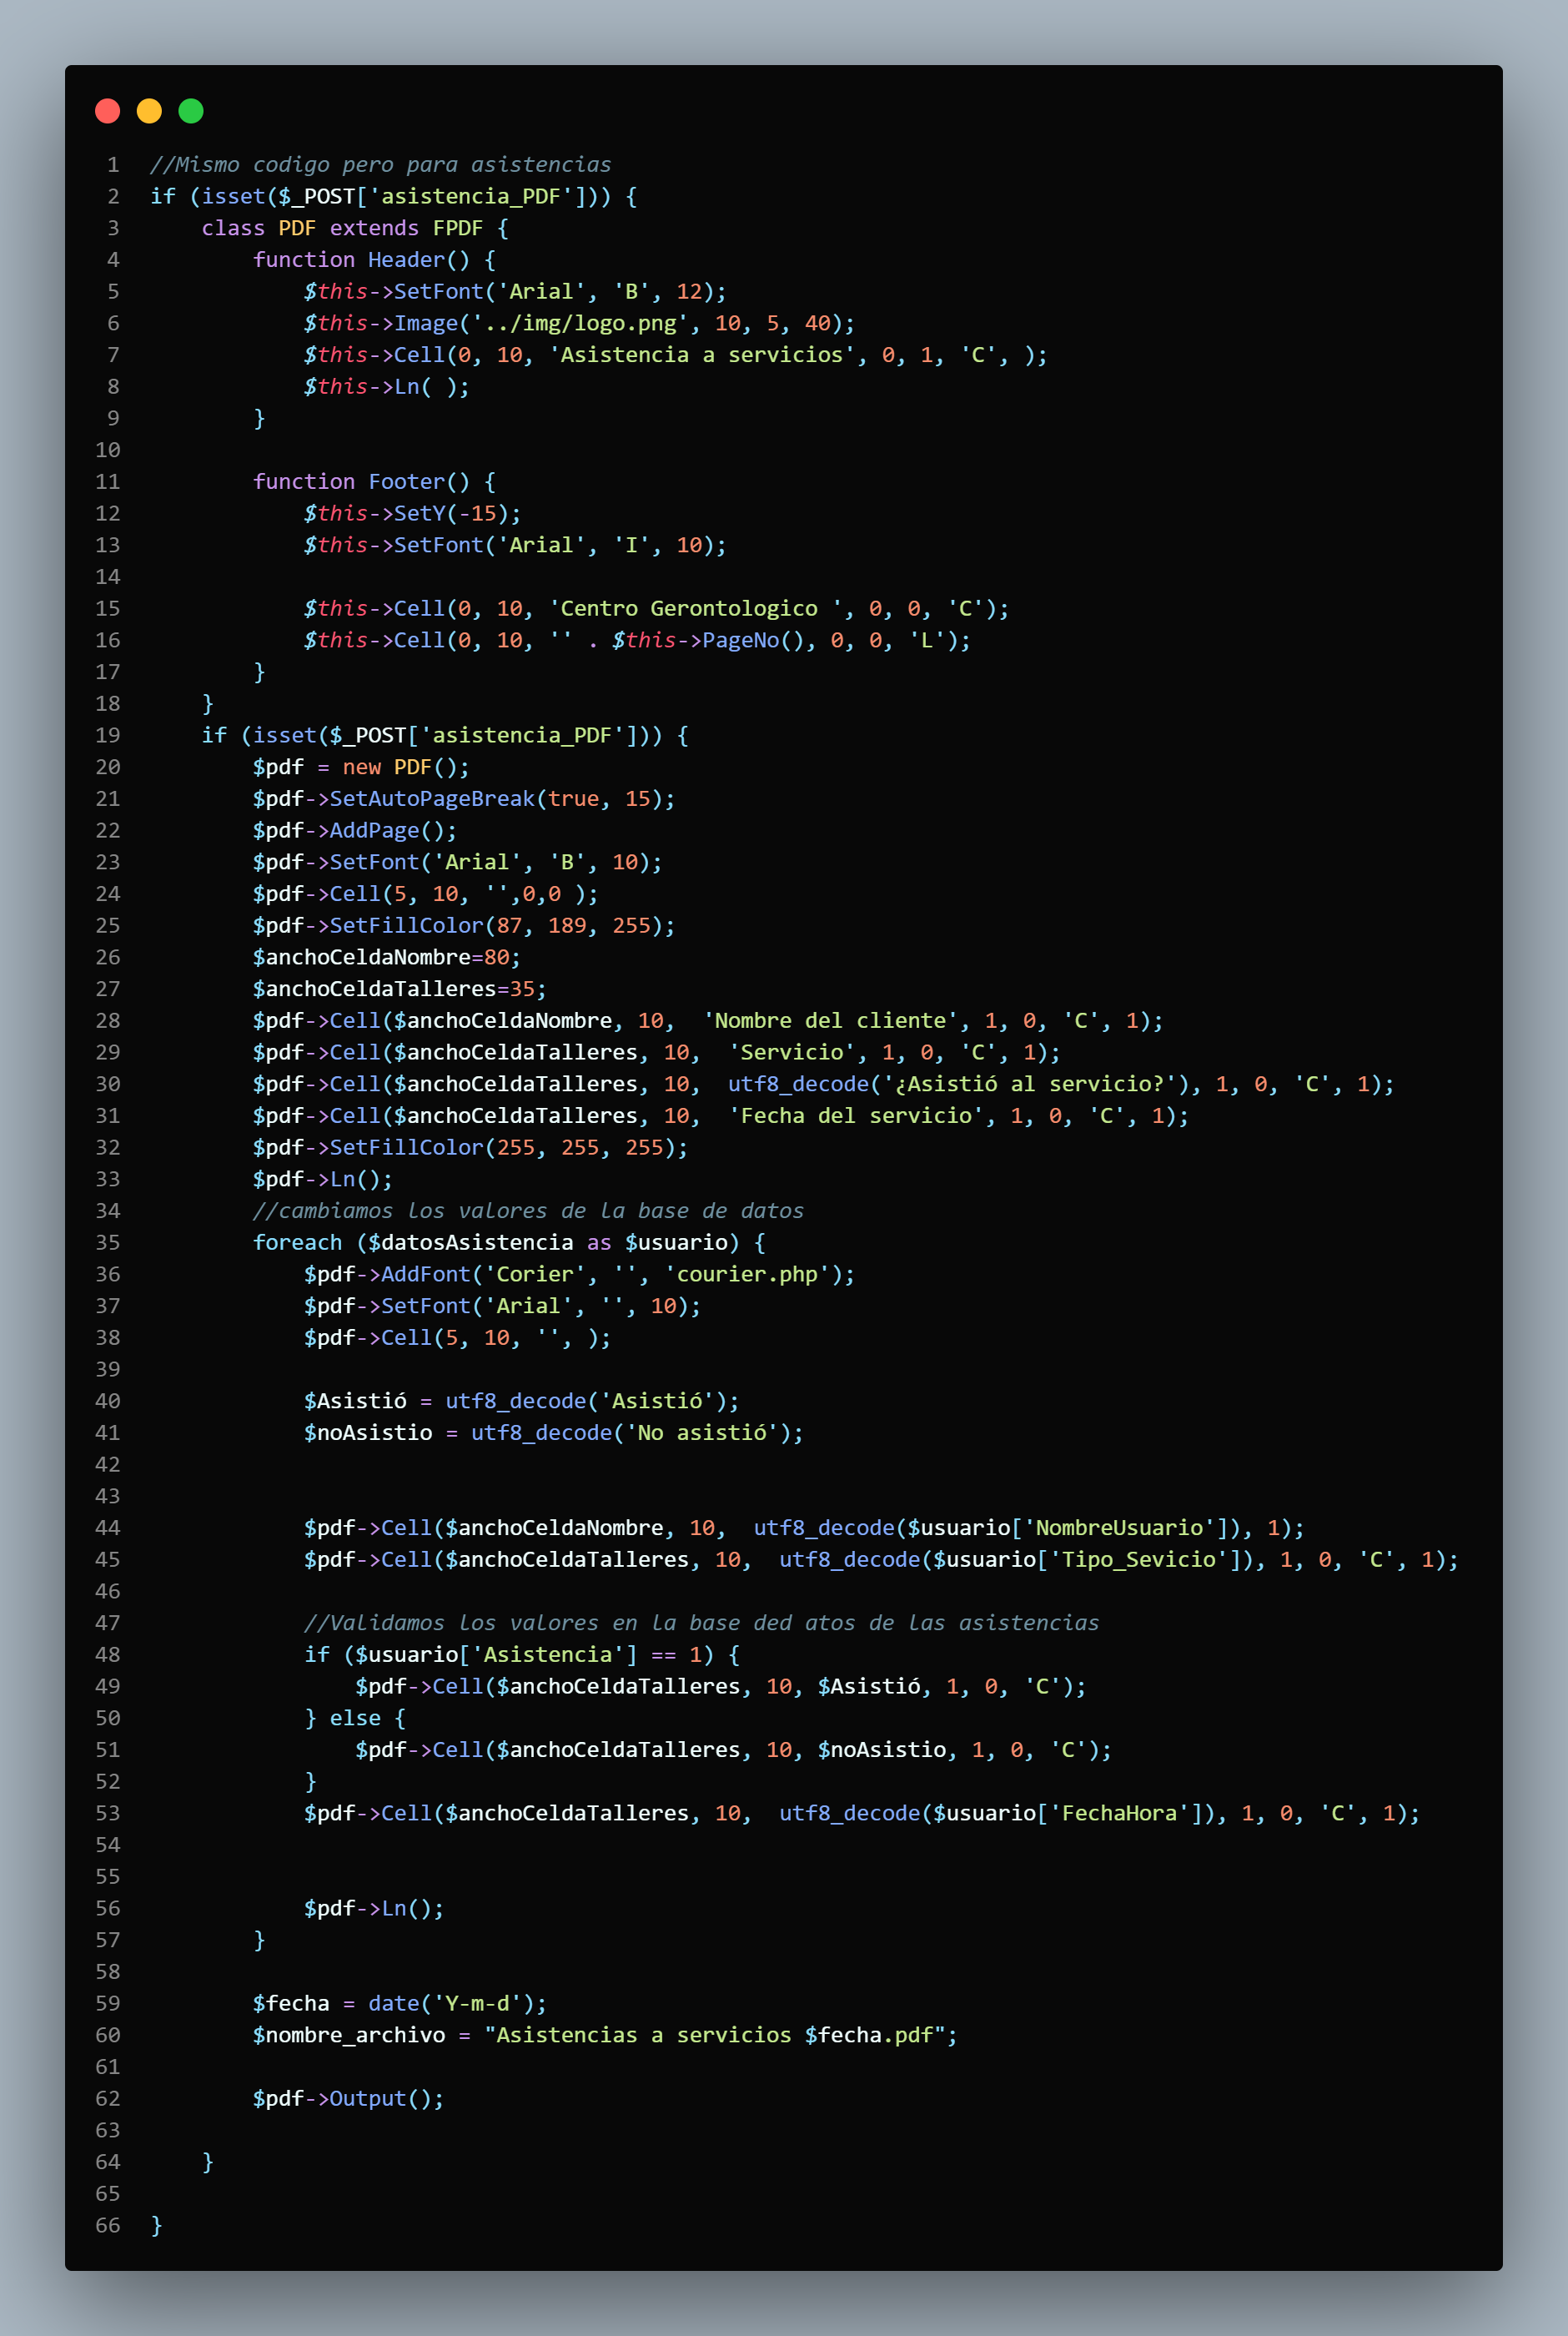 1 //Mismo codigo pero para asistencias
2 if (isset($_POST['asistencia_PDF'])) {
3     class PDF extends FPDF {
4         function Header() {
5             $this->SetFont('Arial', 'B', 12);
6             $this->Image('../img/logo.png', 10, 5, 40);
7             $this->Cell(0, 10, 'Asistencia a servicios', 0, 1, 'C', );
8             $this->Ln( );
9         }
10
11         function Footer() {
12             $this->SetY(-15);
13             $this->SetFont('Arial', 'I', 10);
14
15             $this->Cell(0, 10, 'Centro Gerontologico ', 0, 0, 'C');
16             $this->Cell(0, 10, '' . $this->PageNo(), 0, 0, 'L');
17         }
18     }
19     if (isset($_POST['asistencia_PDF'])) {
20         $pdf = new PDF();
21         $pdf->SetAutoPageBreak(true, 15);
22         $pdf->AddPage();
23         $pdf->SetFont('Arial', 'B', 10);
24         $pdf->Cell(5, 10, '',0,0 );
25         $pdf->SetFillColor(87, 189, 255);
26         $anchoCeldaNombre=80;
27         $anchoCeldaTalleres=35;
28         $pdf->Cell($anchoCeldaNombre, 10,  'Nombre del cliente', 1, 0, 'C', 1);
29         $pdf->Cell($anchoCeldaTalleres, 10,  'Servicio', 1, 0, 'C', 1);
30         $pdf->Cell($anchoCeldaTalleres, 10,  utf8_decode('¿Asistió al servicio?'), 1, 0, 'C', 1);
31         $pdf->Cell($anchoCeldaTalleres, 10,  'Fecha del servicio', 1, 0, 'C', 1);
32         $pdf->SetFillColor(255, 255, 255);
33         $pdf->Ln();
34         //cambiamos los valores de la base de datos
35         foreach ($datosAsistencia as $usuario) {
36             $pdf->AddFont('Corier', '', 'courier.php');
37             $pdf->SetFont('Arial', '', 10);
38             $pdf->Cell(5, 10, '', );
39
40             $Asistió = utf8_decode('Asistió');
41             $noAsistio = utf8_decode('No asistió');
42
43
44             $pdf->Cell($anchoCeldaNombre, 10,  utf8_decode($usuario['NombreUsuario']), 1);
45             $pdf->Cell($anchoCeldaTalleres, 10,  utf8_decode($usuario['Tipo_Sevicio']), 1, 0, 'C', 1);
46
47             //Validamos los valores en la base ded atos de las asistencias
48             if ($usuario['Asistencia'] == 1) {
49                 $pdf->Cell($anchoCeldaTalleres, 10, $Asistió, 1, 0, 'C');
50             } else {
51                 $pdf->Cell($anchoCeldaTalleres, 10, $noAsistio, 1, 0, 'C');
52             }
53             $pdf->Cell($anchoCeldaTalleres, 10,  utf8_decode($usuario['FechaHora']), 1, 0, 'C', 1);
54
55
56             $pdf->Ln();
57         }
58
59         $fecha = date('Y-m-d');
60         $nombre_archivo = "Asistencias a servicios $fecha.pdf";
61
62         $pdf->Output();
63
64     }
65
66 }